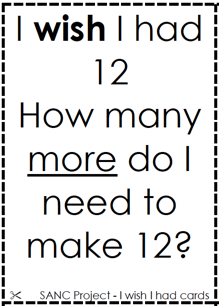 I wish I had
12
How many
more do I
need to
make 12?
SANC Project - I wish I had cards